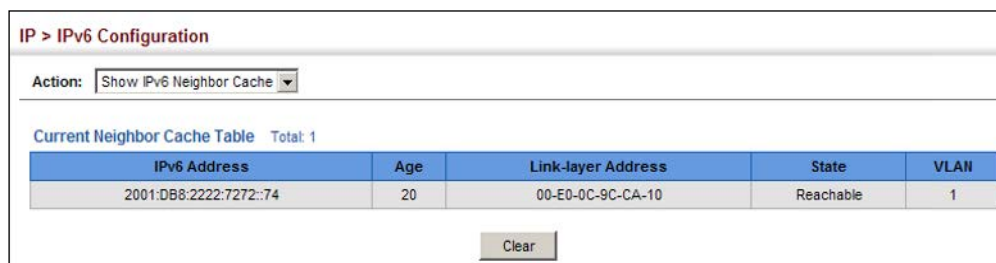 IP > IPv6 Configuration
Action: Show IPv6 Neighbor Cache
Current Neighbor Cache Table Total: 1
IPv6 Address Age Link-layer Address State VLAN
2001:DB8:2222:7272::74 20 00-E0-0C-9C-CA-10 Reachable 1
Clear